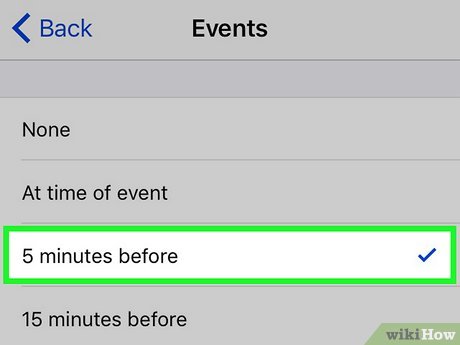 Back
Events
None
At time of event
5 minutes before
15 minutes before
wikiHow